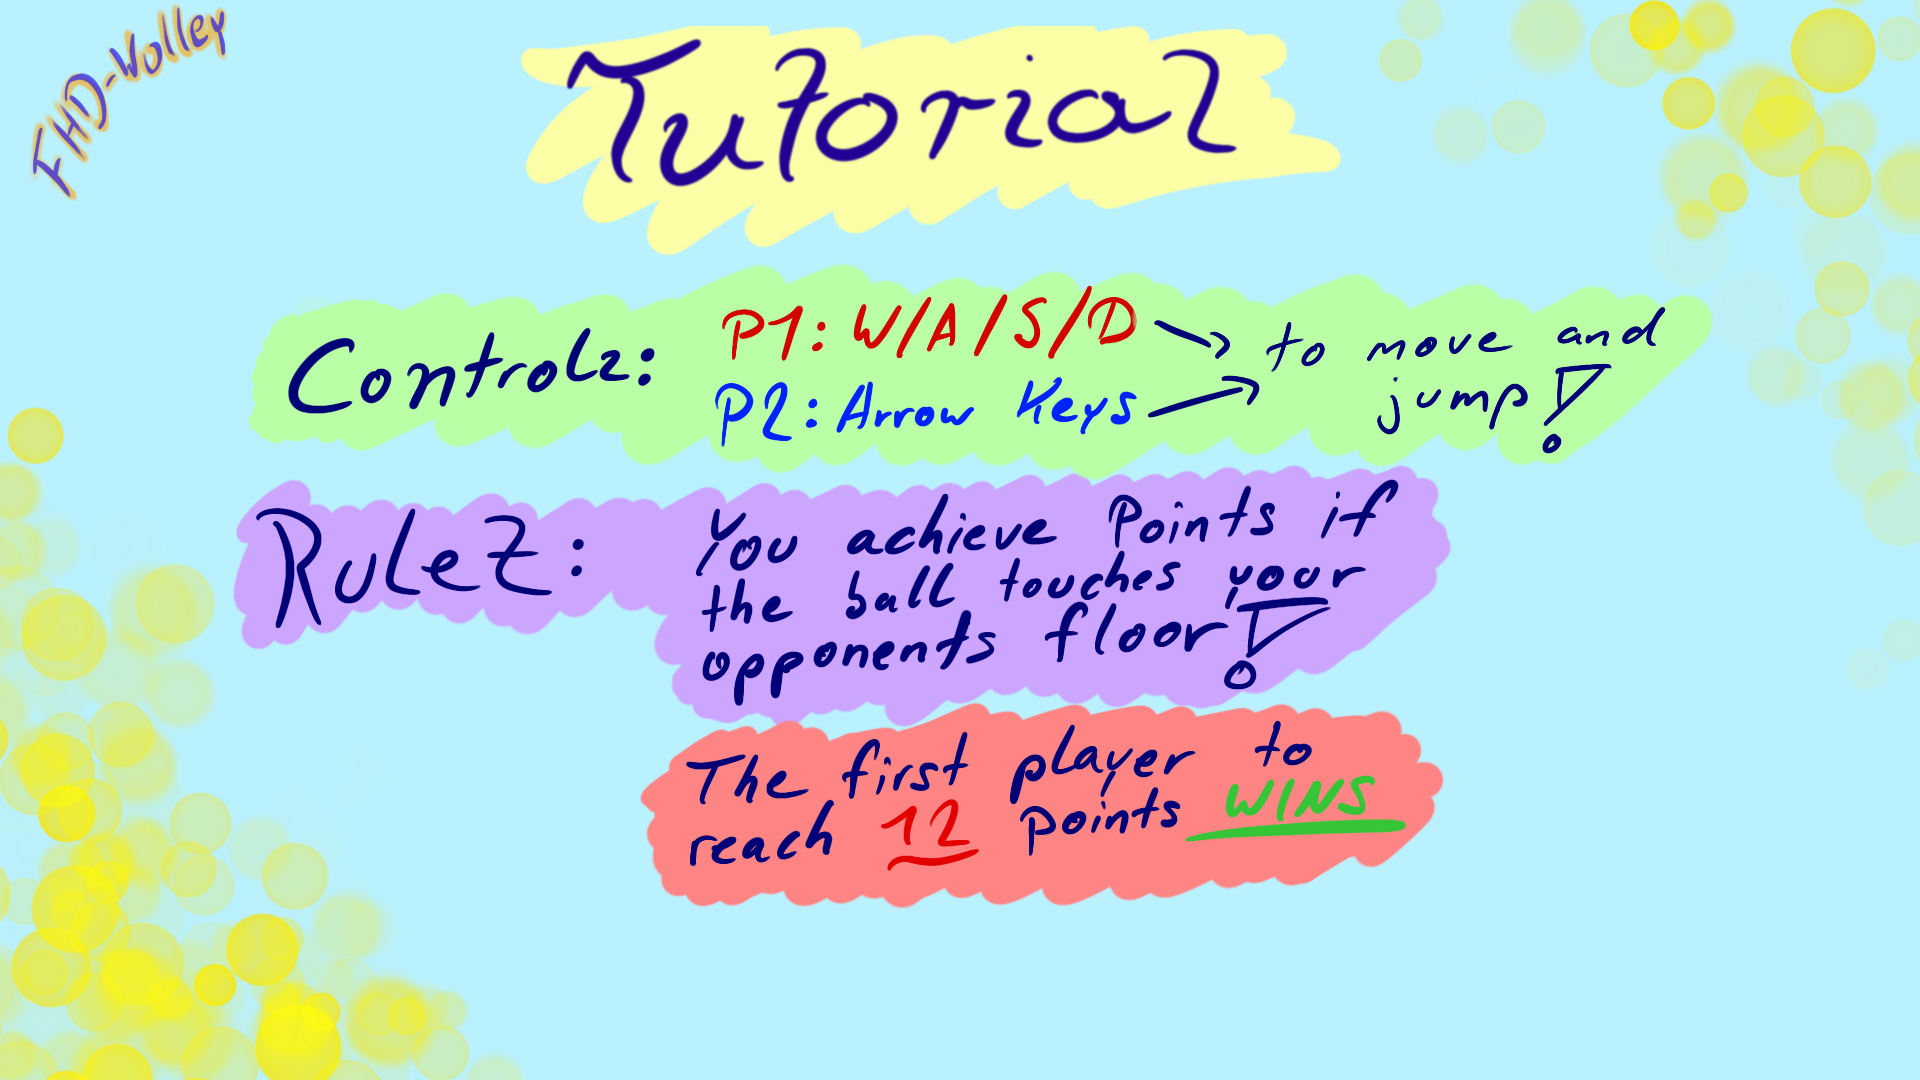 FHD-Volley
Tutorial
Controlz: P1: W/A/S/D → to move and
P2: Arrow Keys → jump!
RuleZ: You achieve Points if
the ball touches your
opponents floor!
The first player to
reach 12 points WINS